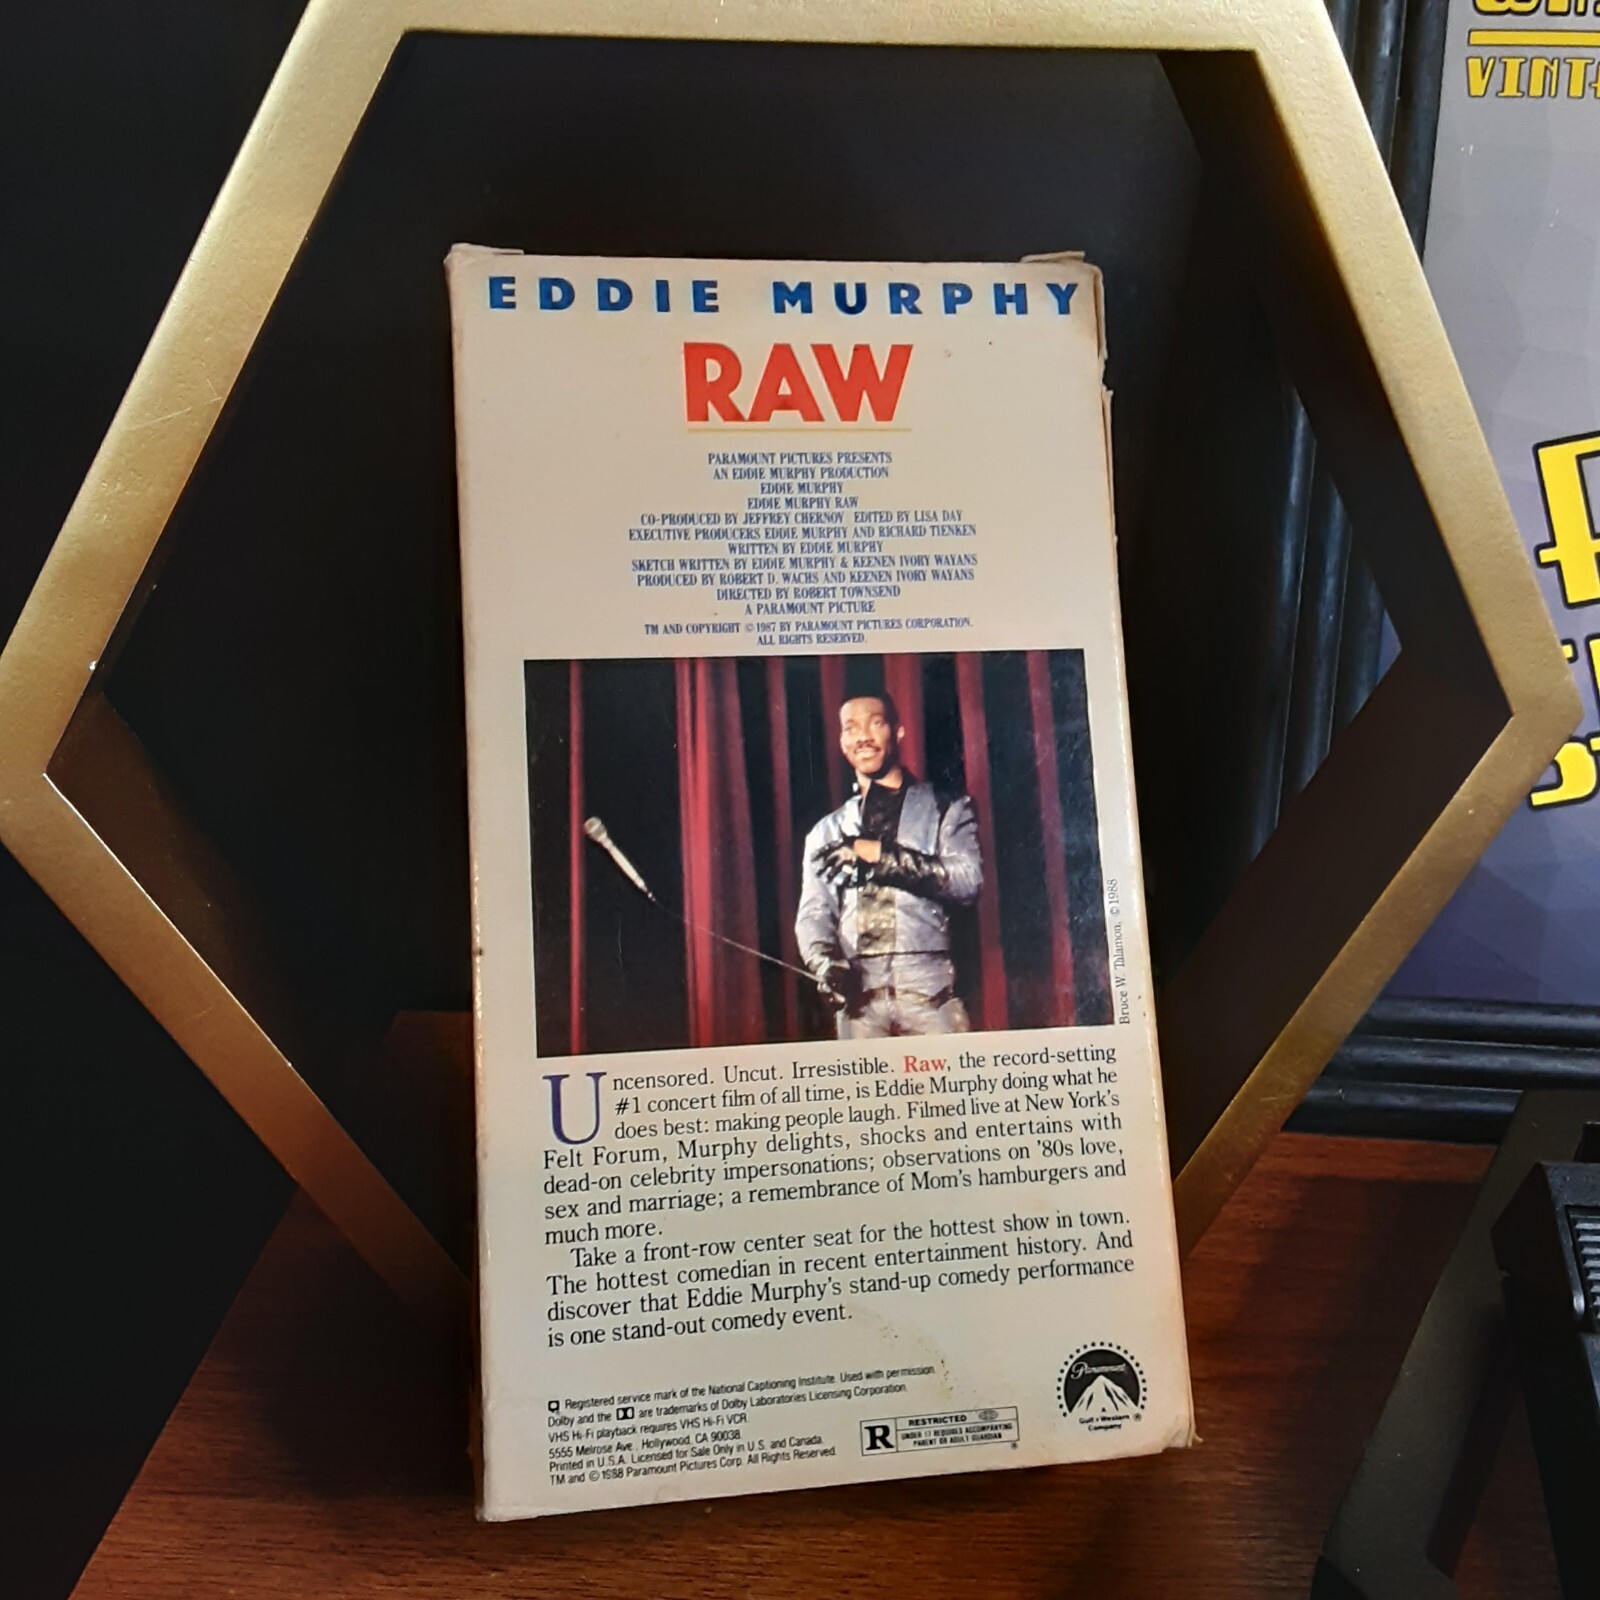 EDDIE MURPHY
RAW
PARAMOUNT PICTURES PRESENTS
AN EDDIE MURPHY PRODUCTION
EDDIE MURPHY
EDDIE MURPHY RAW
CO-PRODUCED BY JEFFREY CHERNOV EDITED BY LISA DAY
EXECUTIVE PRODUCERS EDDIE MURPHY AND RICHARD TIENKEN
WRITTEN BY EDDIE MURPHY
SKETCH WRITTEN BY EDDIE MURPHY & KEENEN IVORY WAYANS
PRODUCED BY ROBERT D. WACHS AND KEENEN IVORY WAYANS
DIRECTED BY ROBERT TOWNSEND
A PARAMOUNT PICTURE
TM AND COPYRIGHT © 1987 BY PARAMOUNT PICTURES CORPORATION.
ALL RIGHTS RESERVED.
Bruce W. Talamon, © 1988
Uncensored. Uncut. Irresistible. Raw, the record-setting
#1 concert film of all time, is Eddie Murphy doing what he
does best: making people laugh. Filmed live at New York's
Felt Forum, Murphy delights, shocks and entertains with
dead-on celebrity impersonations; observations on '80s love,
sex and marriage; a remembrance of Mom's hamburgers and
much more.
Take a front-row center seat for the hottest show in town.
The hottest comedian in recent entertainment history. And
discover that Eddie Murphy's stand-up comedy performance
is one stand-out comedy event.
Registered service mark of the National Captioning Institute. Used with permission.
Dolby and the DD are trademarks of Dolby Laboratories Licensing Corporation.
VHS Hi-Fi playback requires VHS Hi-Fi VCR.
5555 Melrose Ave., Hollywood, CA 90038.
Printed in U.S.A. Licensed for Sale Only in U.S. and Canada.
TM and © 1988 Paramount Pictures Corp. All Rights Reserved.
R
RESTRICTED
UNDER 17 REQUIRES ACCOMPANYING
PARENT OR ADULT GUARDIAN
®
Paramount
A
Gulf+Western
Company
®
VINTA